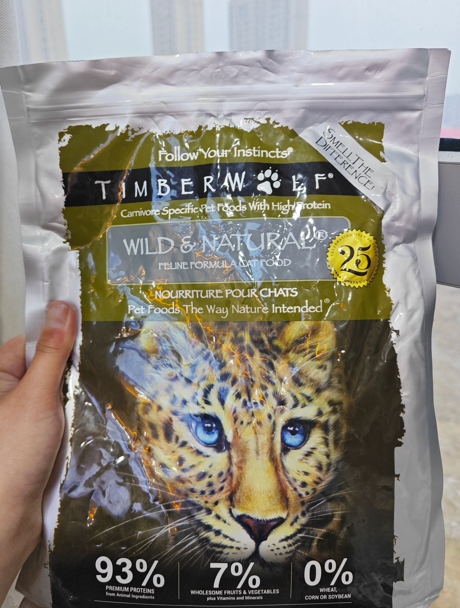 Follow Your Instincts®
SMELL THE
DIFFERENCE!
TIMBERWOLF®
Carnivore Specific Pet Foods With High Protein
WILD & NATURAL®
FELINE FORMULA CAT FOOD
25
NOURRITURE POUR CHATS
Pet Foods The Way Nature Intended®
93%
PREMIUM PROTEINS
from Animal Ingredients
7%
WHOLESOME FRUITS & VEGETABLES
plus Vitamins and Minerals
0%
WHEAT,
CORN OR SOYBEAN